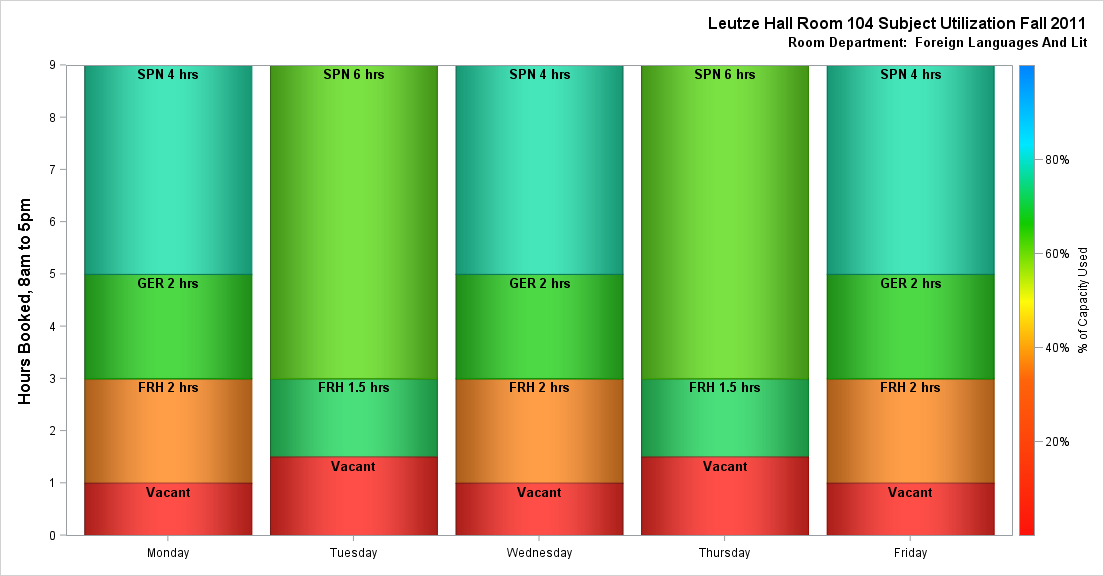 Leutze Hall Room 104 Subject Utilization Fall 2011
Room Department:  Foreign Languages And Lit
Hours Booked, 8am to 5pm
9
8
7
6
5
4
3
2
1
0
SPN 4 hrs
GER 2 hrs
FRH 2 hrs
Vacant
SPN 6 hrs
FRH 1.5 hrs
Vacant
SPN 4 hrs
GER 2 hrs
FRH 2 hrs
Vacant
SPN 6 hrs
FRH 1.5 hrs
Vacant
SPN 4 hrs
GER 2 hrs
FRH 2 hrs
Vacant
Monday
Tuesday
Wednesday
Thursday
Friday
80%
60%
40%
20%
% of Capacity Used